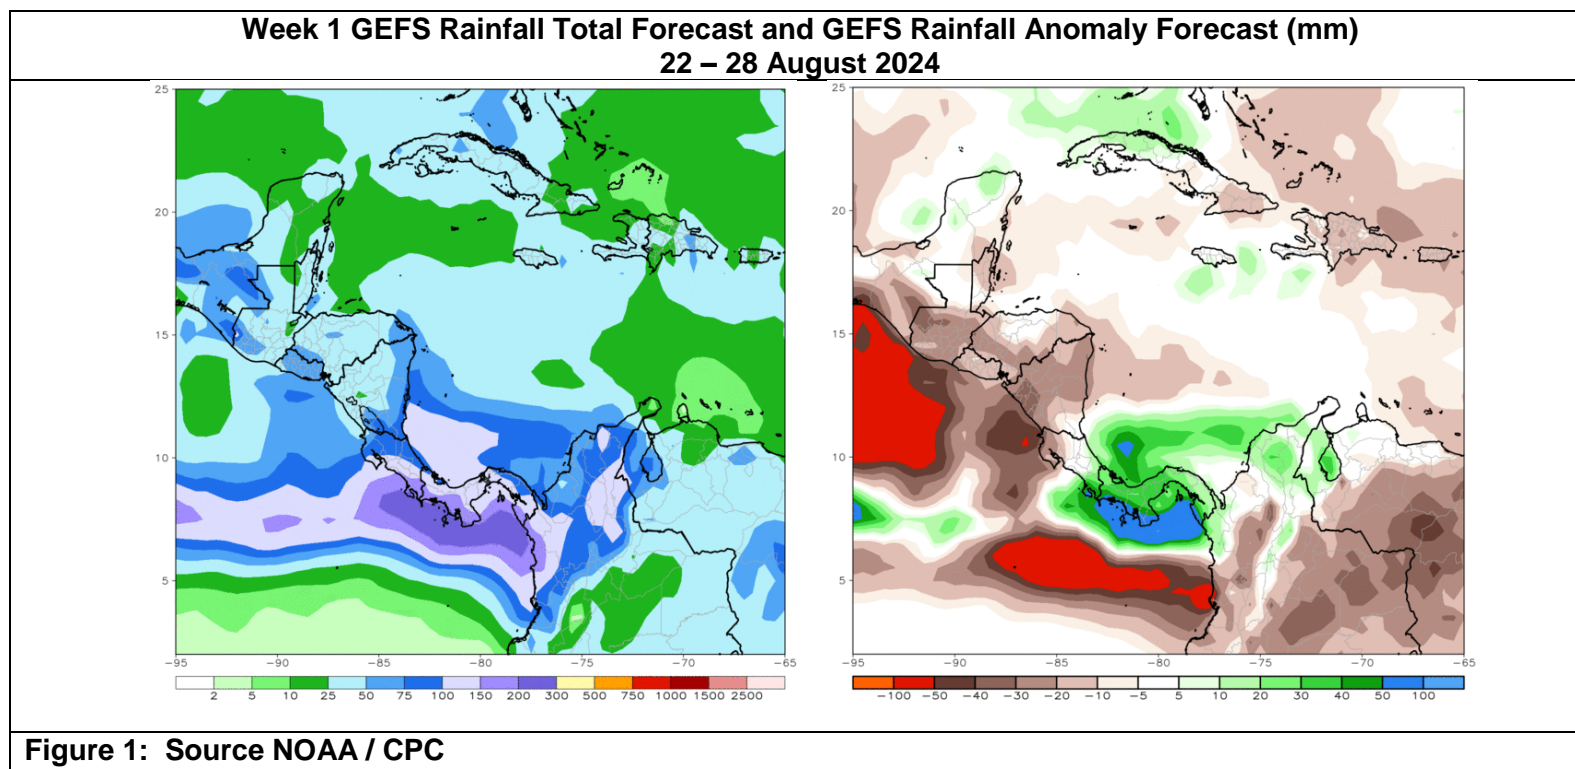 Week 1 GEFS Rainfall Total Forecast and GEFS Rainfall Anomaly Forecast (mm)
22 – 28 August 2024
25
20
15
10
5
−95 −90 −85 −80 −75 −70 −65
2 5 10 25 50 75 100 150 200 300 500 750 1000 1500 2500
25
20
15
10
5
−95 −90 −85 −80 −75 −70 −65
−100 −50 −40 −30 −20 −10 −5 5 10 20 30 40 50 100
Figure 1: Source NOAA / CPC